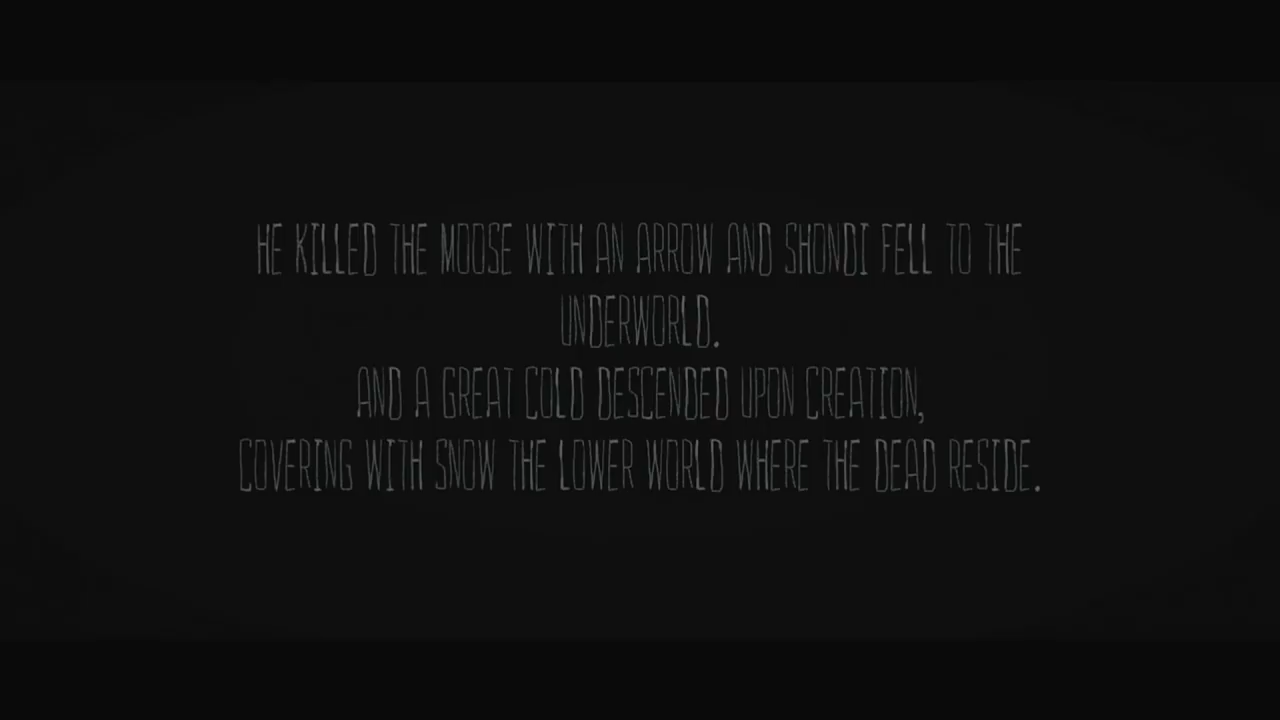 HE KILLED THE MOOSE WITH AN ARROW AND SHONDI FELL TO THE
UNDERWORLD.
AND A GREAT COLD DESCENDED UPON CREATION,
COVERING WITH SNOW THE LOWER WORLD WHERE THE DEAD RESIDE.